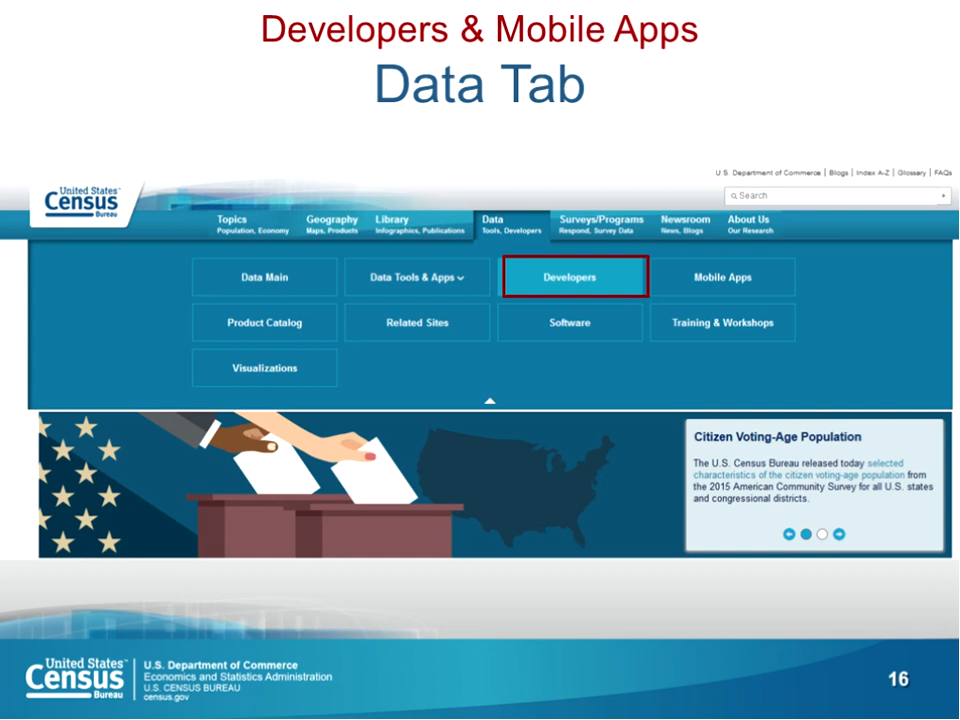 Developers & Mobile Apps
Data Tab
U.S. Department of Commerce | Blogs | Index A-Z | Glossary | FAQs
United States™
Census
Bureau
Search
Topics
Population, Economy
Geography
Maps, Products
Library
Infographics, Publications
Data
Tools, Developers
Surveys/Programs
Respond, Survey Data
Newsroom
News, Blogs
About Us
Our Research
Data Main
Data Tools & Apps
Developers
Mobile Apps
Product Catalog
Related Sites
Software
Training & Workshops
Visualizations
Citizen Voting-Age Population
The U.S. Census Bureau released today selected
characteristics of the citizen voting-age population from
the 2015 American Community Survey for all U.S. states
and congressional districts.
United States™
Census
Bureau
U.S. Department of Commerce
Economics and Statistics Administration
U.S. CENSUS BUREAU
census.gov
16